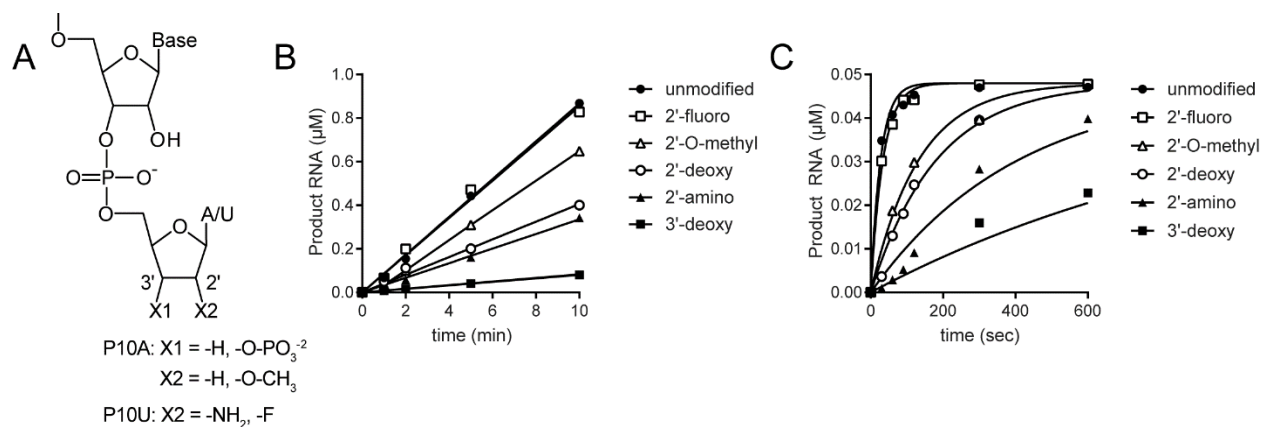 A
O
O
Base
O
OH
O=P—O⁻
O
O
A/U
3'
2'
X1
X2
P10A: X1 = -H, -O-PO₃⁻²
X2 = -H, -O-CH₃
P10U: X2 = -NH₂, -F
B
Product RNA (µM)
1.0
0.8
0.6
0.4
0.2
0.0
0 2 4 6 8 10
time (min)
unmodified
2'-fluoro
2'-O-methyl
2'-deoxy
2'-amino
3'-deoxy
C
Product RNA (µM)
0.05
0.04
0.03
0.02
0.01
0.00
0 200 400 600
time (sec)
unmodified
2'-fluoro
2'-O-methyl
2'-deoxy
2'-amino
3'-deoxy